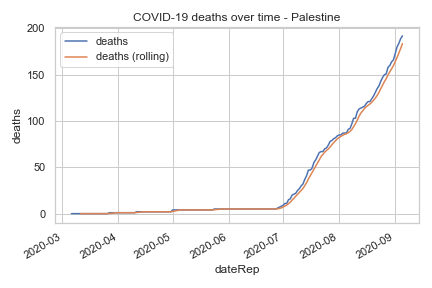 COVID-19 deaths over time - Palestine
deaths
deaths (rolling)
200
150
100
50
0
deaths
2020-03
2020-04
2020-05
2020-06
2020-07
2020-08
2020-09
dateRep